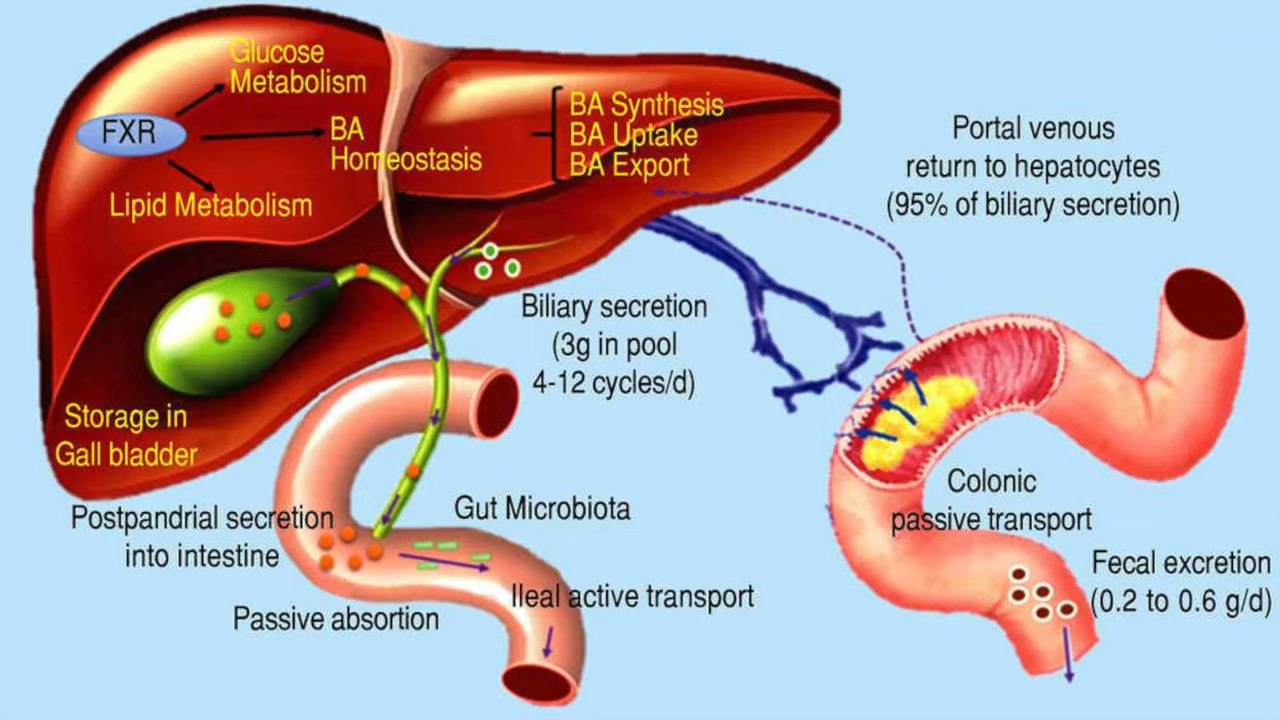 Glucose
Metabolism
FXR
BA
Homeostasis
Lipid Metabolism
BA Synthesis
BA Uptake
BA Export
Portal venous
return to hepatocytes
(95% of biliary secretion)
Biliary secretion
(3g in pool
4-12 cycles/d)
Storage in
Gall bladder
Postpandrial secretion
into intestine
Gut Microbiota
Passive absortion
Ileal active transport
Colonic
passive transport
Fecal excretion
(0.2 to 0.6 g/d)